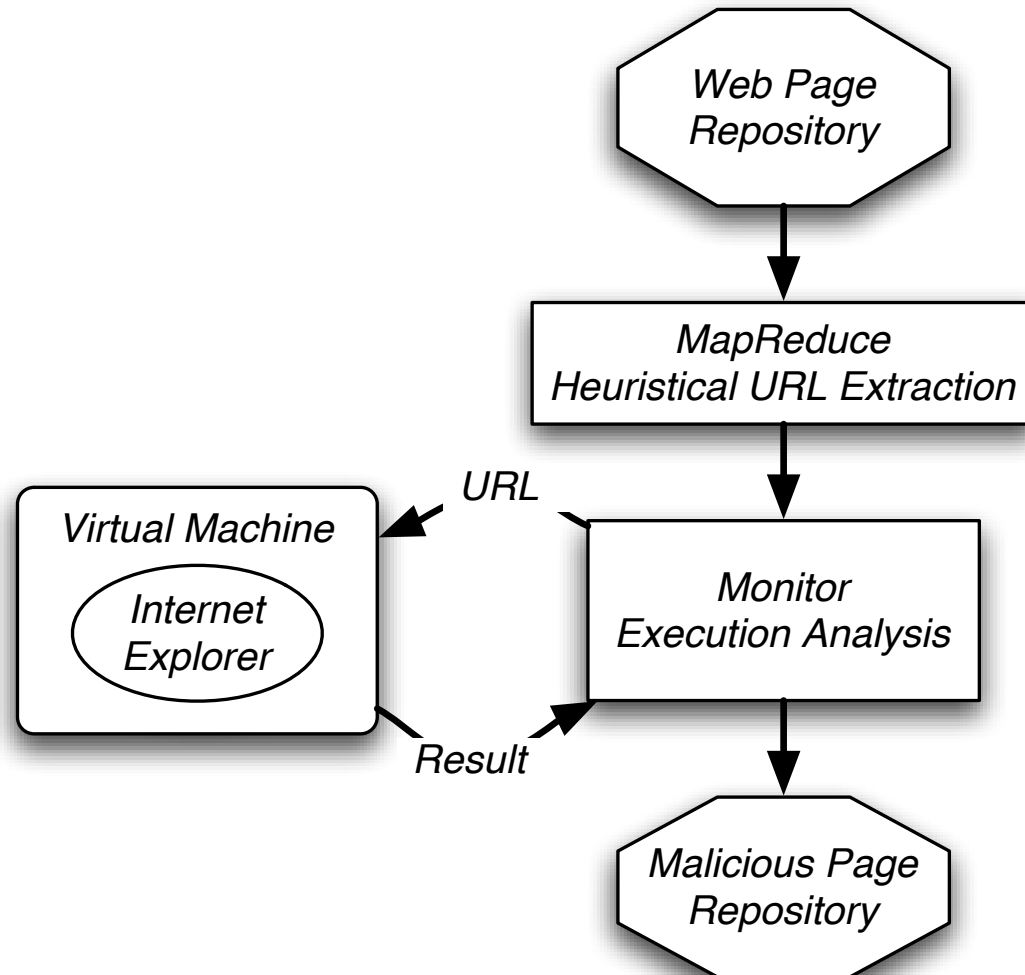 Web Page
Repository
MapReduce
Heuristical URL Extraction
URL
Virtual Machine
Internet
Explorer
Monitor
Execution Analysis
Result
Malicious Page
Repository